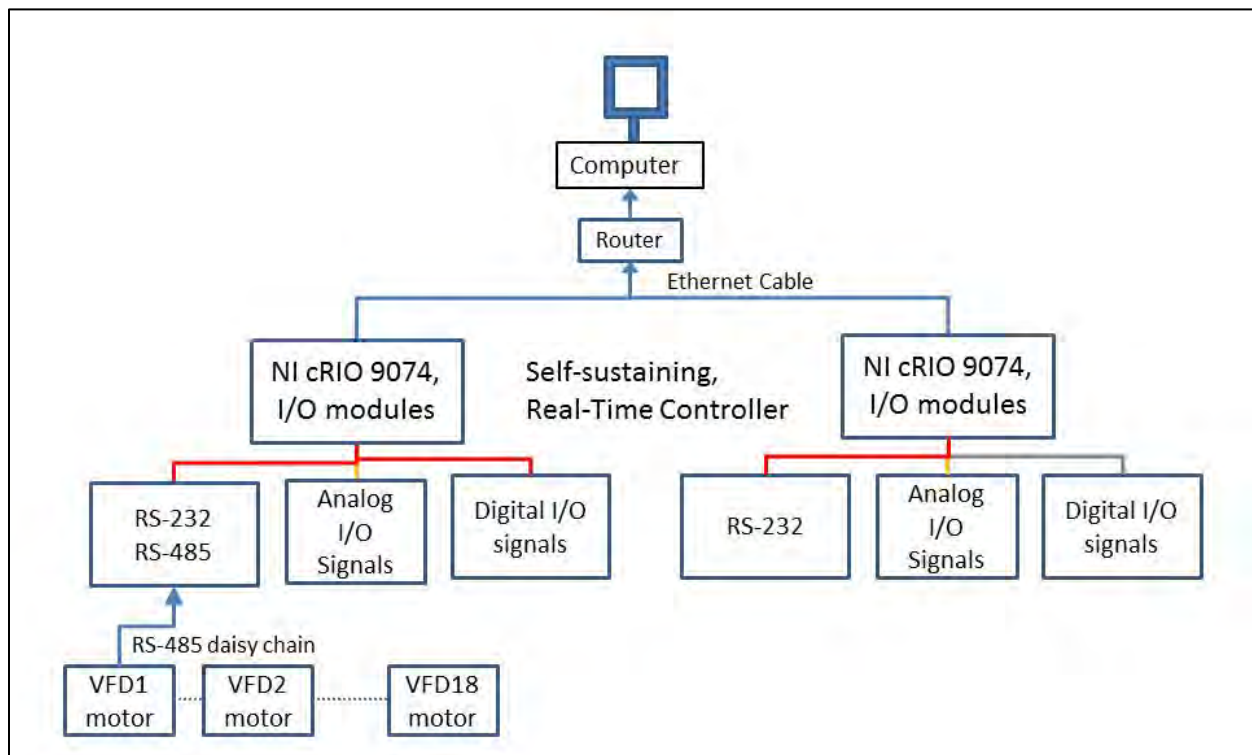 Computer
Router
Ethernet Cable
NI cRIO 9074,
I/O modules
Self-sustaining,
Real-Time Controller
NI cRIO 9074,
I/O modules
RS-232
RS-485
Analog
I/O
Signals
Digital I/O
signals
RS-232
Analog
I/O
Signals
Digital I/O
signals
RS-485 daisy chain
VFD1
motor
VFD2
motor
VFD18
motor